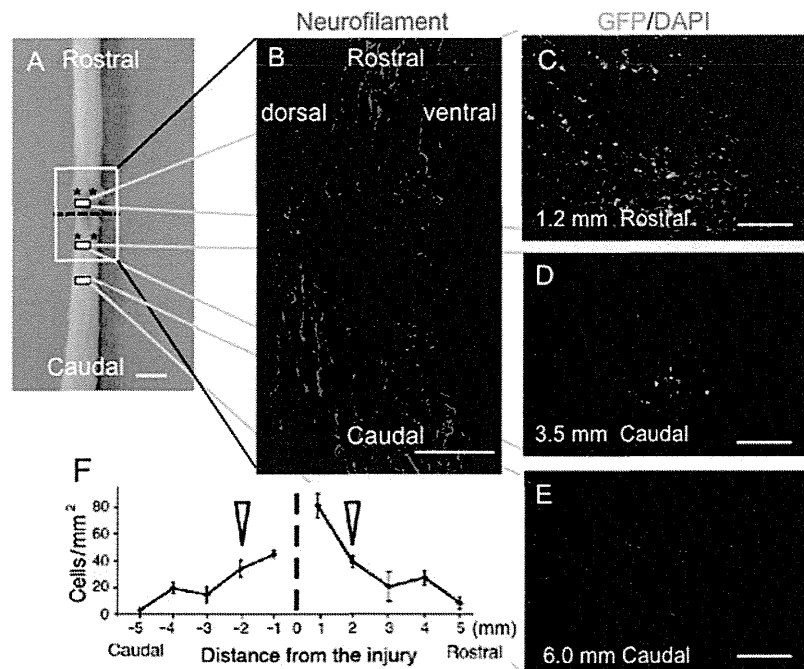 Neurofilament
GFP/DAPI
A
Rostral
* *
* *
Caudal
B
Rostral
dorsal
ventral
Caudal
C
1.2 mm Rostral
D
3.5 mm Caudal
E
6.0 mm Caudal
F
Cells/mm²
80
60
40
20
0
-5 -4 -3 -2 -1 0 1 2 3 4 5 (mm)
Caudal Distance from the injury Rostral